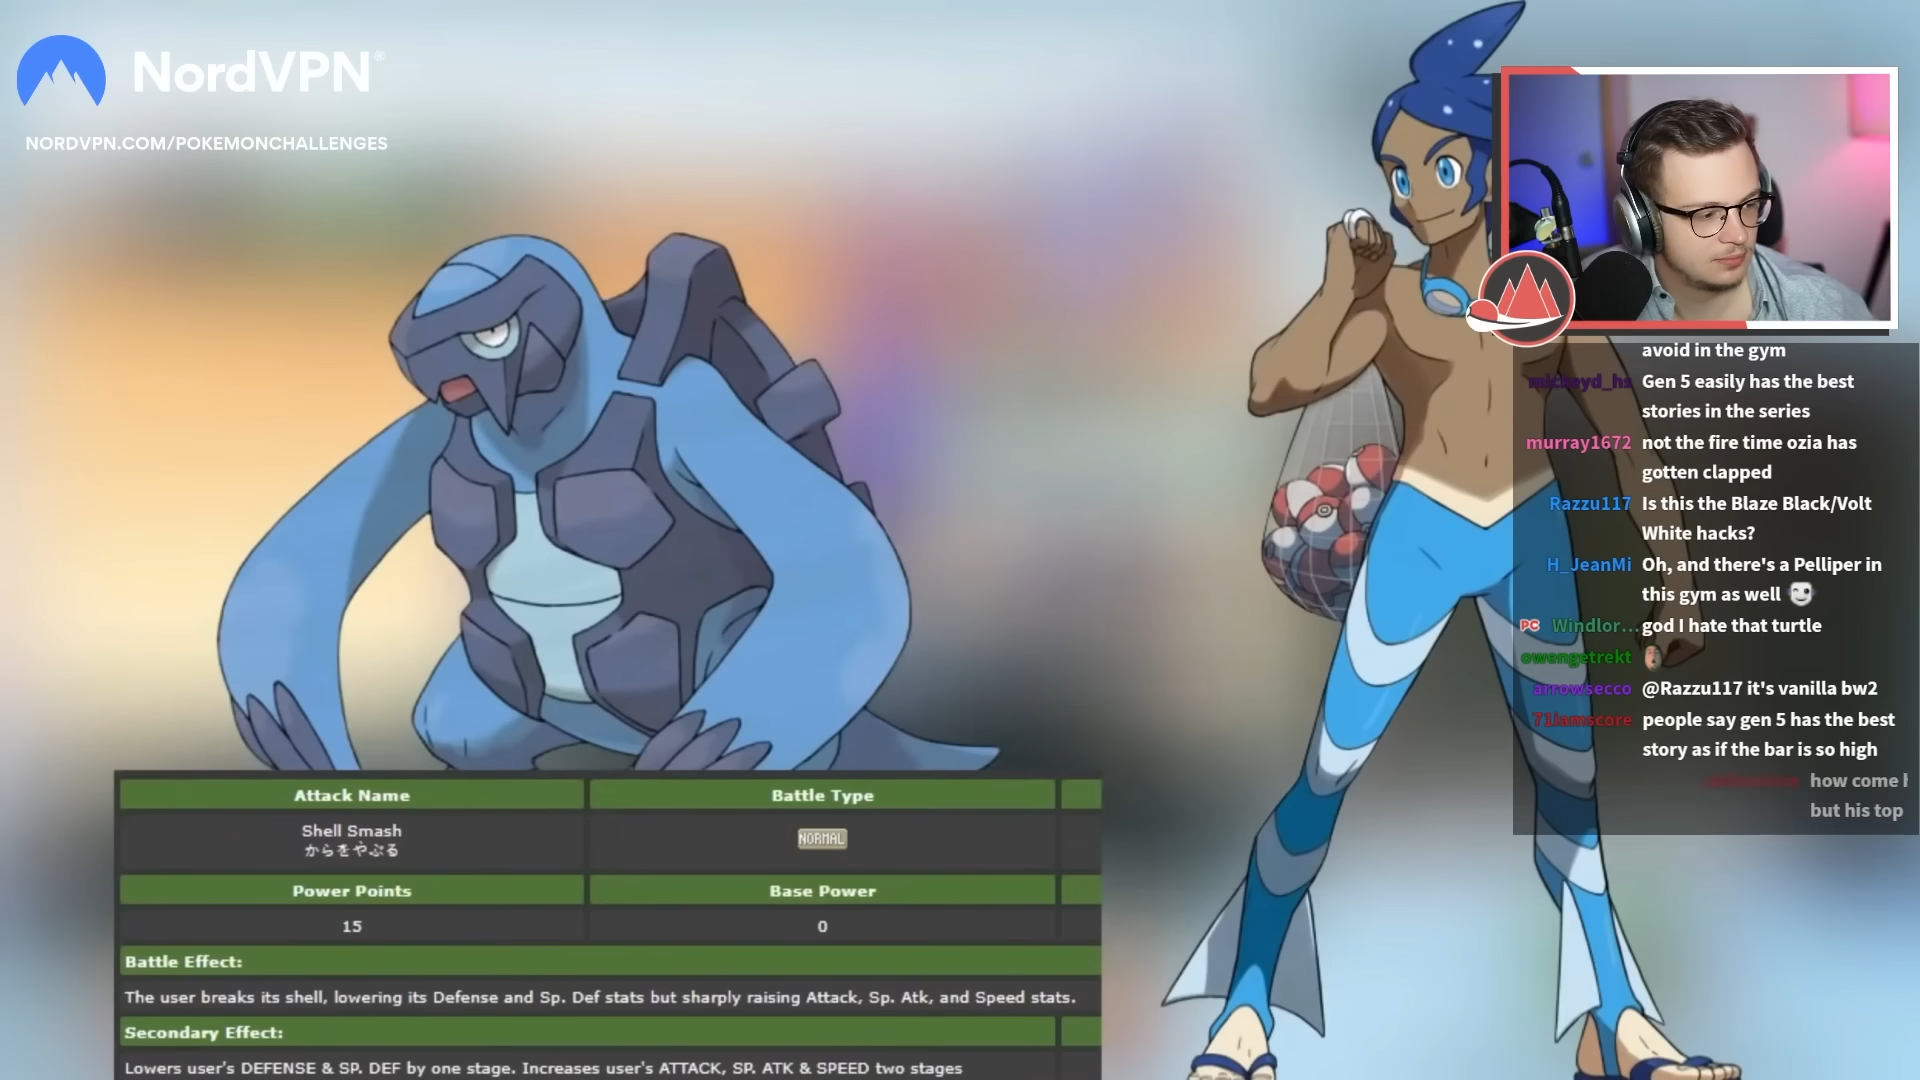 NordVPN®
NORDVPN.COM/POKEMONCHALLENGES
avoid in the gym
mickeyd_hs Gen 5 easily has the best
stories in the series
murray1672 not the fire time ozia has
gotten clapped
Razzu117 Is this the Blaze Black/Volt
White hacks?
H_JeanMi Oh, and there's a Pelliper in
this gym as well
PC Windlor... god I hate that turtle
owengetrekt
arrowsecco @Razzu117 it's vanilla bw2
71iamscore people say gen 5 has the best
story as if the bar is so high
how come
but his top
Attack Name Battle Type
Shell Smash NORMAL
からをやぶる
Power Points Base Power
15 0
Battle Effect:
The user breaks its shell, lowering its Defense and Sp. Def stats but sharply raising Attack, Sp. Atk, and Speed stats.
Secondary Effect:
Lowers user's DEFENSE & SP. DEF by one stage. Increases user's ATTACK, SP. ATK & SPEED two stages